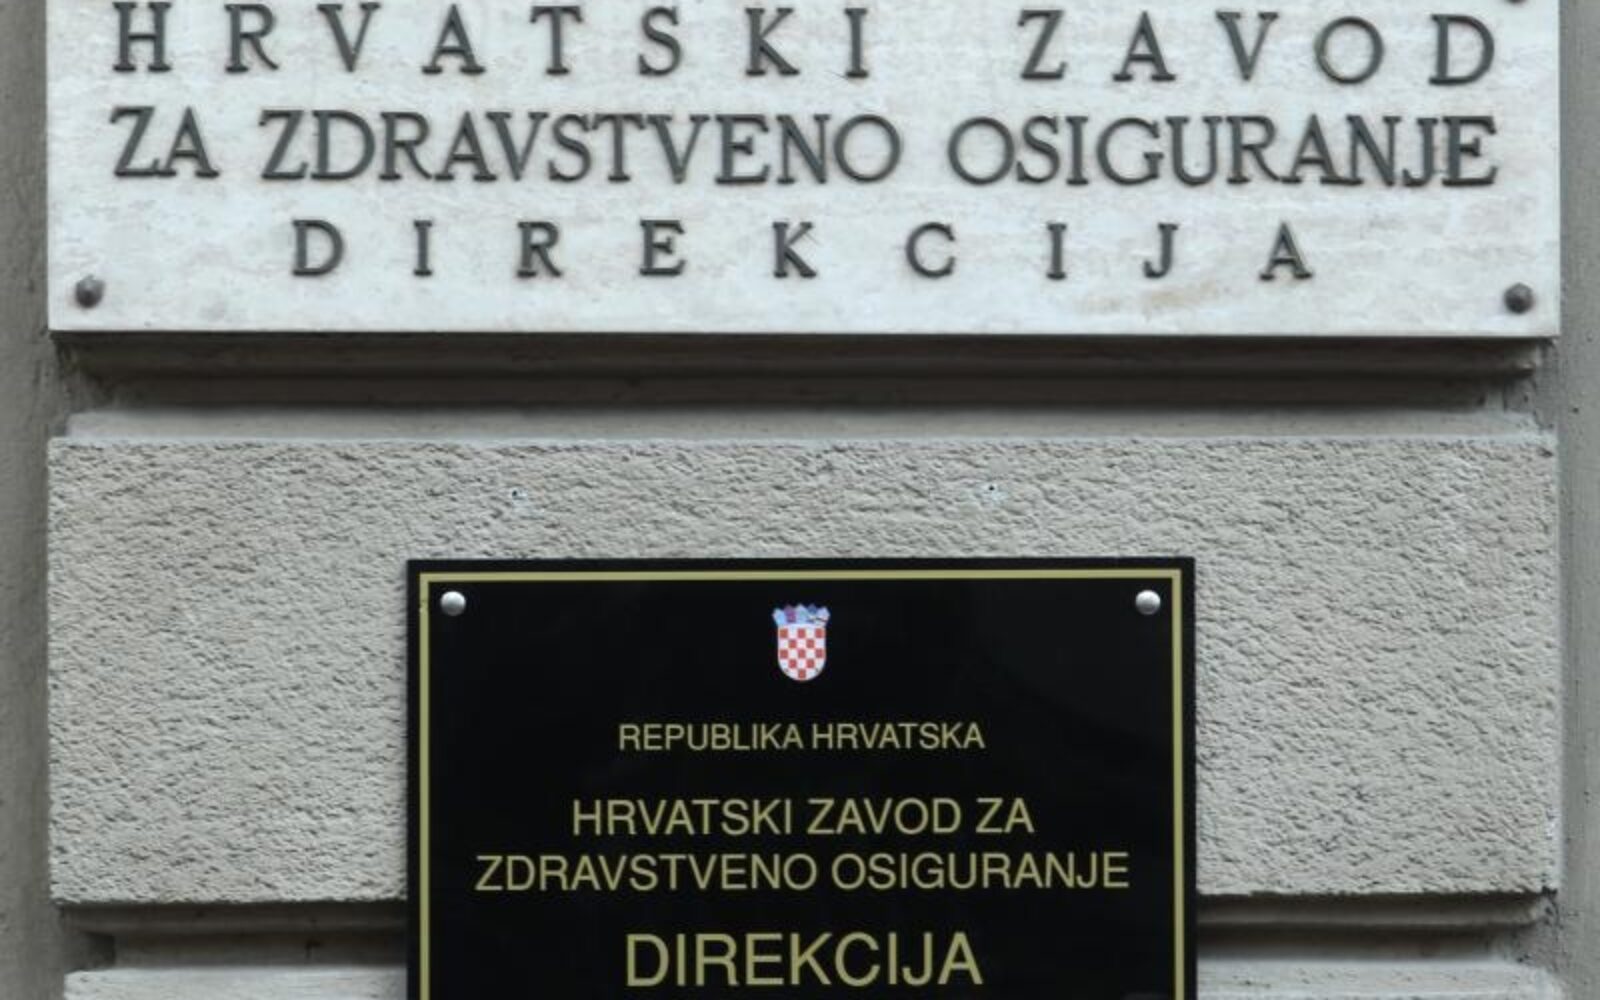 HRVATSKI ZAVOD
ZA ZDRAVSTVENO OSIGURANJE
DIREKCIJA
REPUBLIKA HRVATSKA
HRVATSKI ZAVOD ZA
ZDRAVSTVENO OSIGURANJE
DIREKCIJA